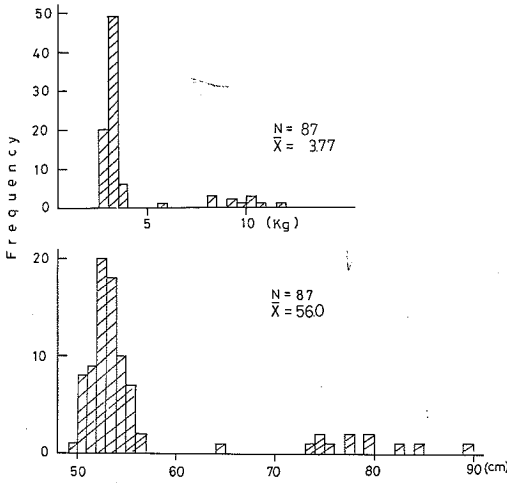 Frequency
50
40
30
20
10
0
N = 87
X̄ = 3.77
5 10 (Kg)
20
10
0
N = 87
X̄ = 56.0
50 60 70 80 90 (cm)